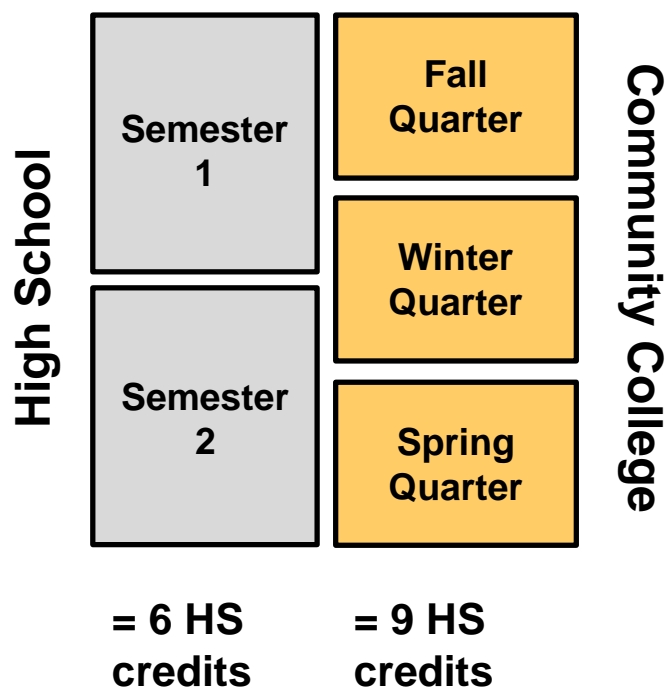 High School
Semester
1
Semester
2
= 6 HS
credits
Fall
Quarter
Winter
Quarter
Spring
Quarter
= 9 HS
credits
Community College